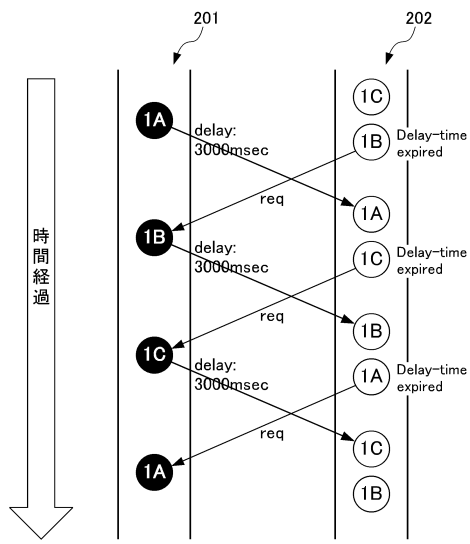 201
202
1C
1A
delay:
3000msec
1B
Delay-time
expired
req
1A
1B
delay:
3000msec
1C
Delay-time
expired
req
1B
1C
delay:
3000msec
1A
Delay-time
expired
req
1C
1A
1B
時間経過